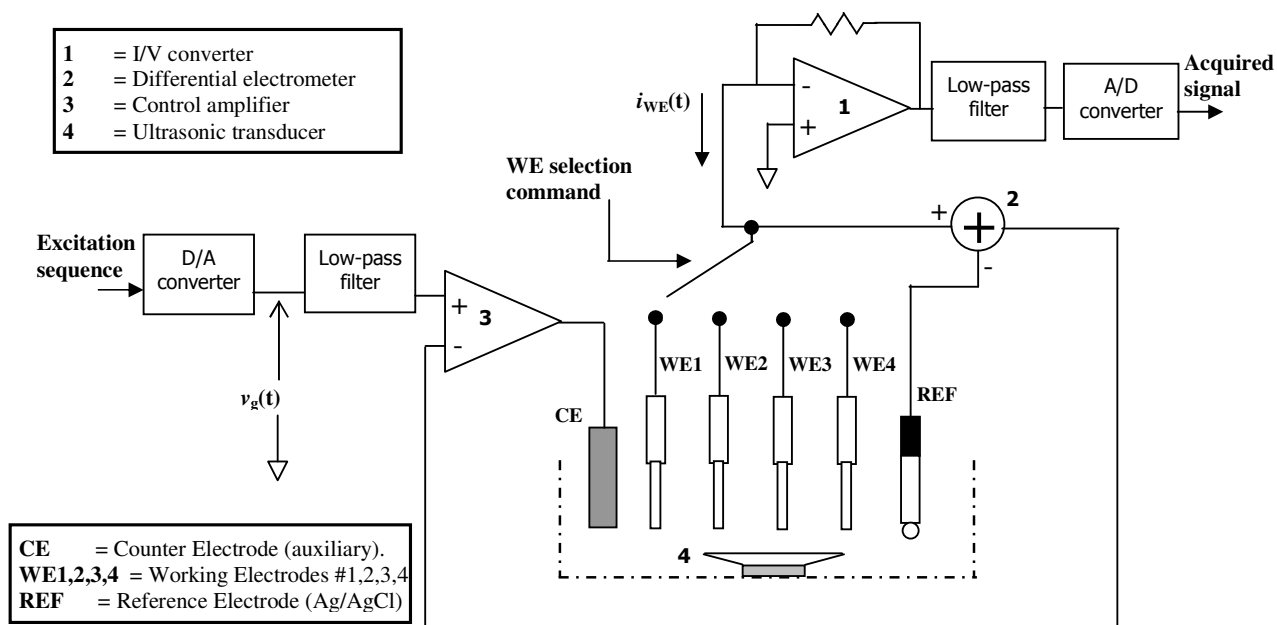 1 = I/V converter
2 = Differential electrometer
3 = Control amplifier
4 = Ultrasonic transducer
i_WE(t)
-
+
1
Low-pass
filter
A/D
converter
Acquired
signal
WE selection
command
+
2
+
-
Excitation
sequence
D/A
converter
Low-pass
filter
+
-
3
v_g(t)
CE
WE1
WE2
WE3
WE4
REF
4
CE = Counter Electrode (auxiliary).
WE1,2,3,4 = Working Electrodes #1,2,3,4
REF = Reference Electrode (Ag/AgCl)